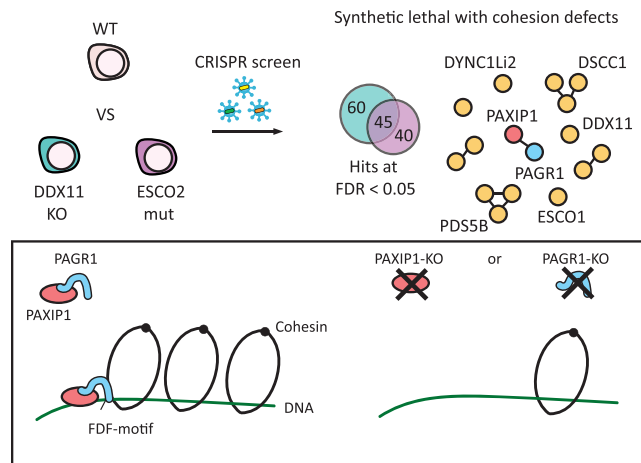 Synthetic lethal with cohesion defects
WT
CRISPR screen
DYNC1Li2
DSCC1
VS
60
45
40
PAXIP1
DDX11
Hits at
FDR < 0.05
PAGR1
DDX11
KO
ESCO2
mut
PDS5B
ESCO1
PAGR1
PAXIP1
PAXIP1-KO
or
PAGR1-KO
Cohesin
DNA
FDF-motif